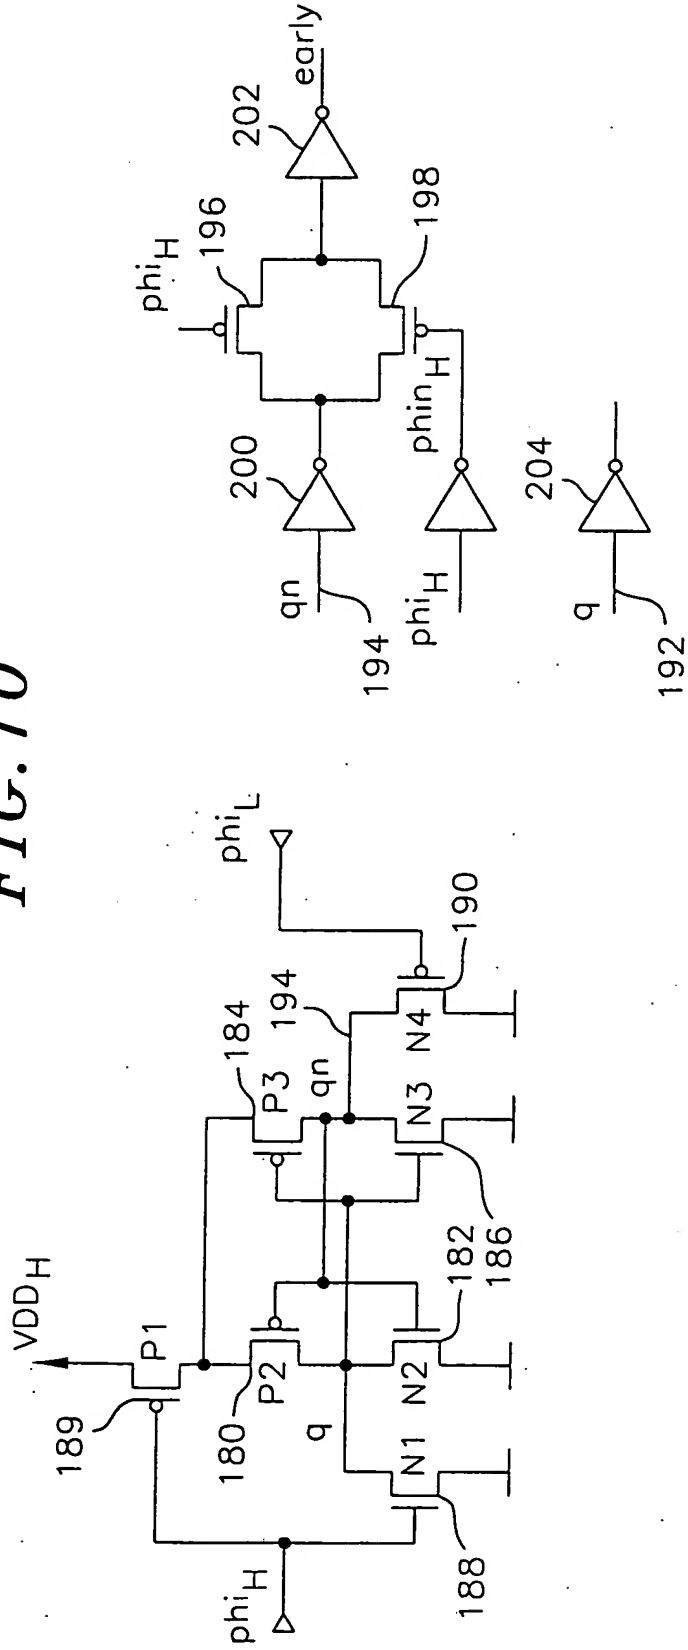 FIG. 10
VDD_H
189
P1
184
180
P2
P3
qn
194
phi_L
q
phi_H
N1
N2
N3
N4
188
182
186
190
phi_H
196
202
early
qn
200
194
198
phin_H
phi_H
q
204
192